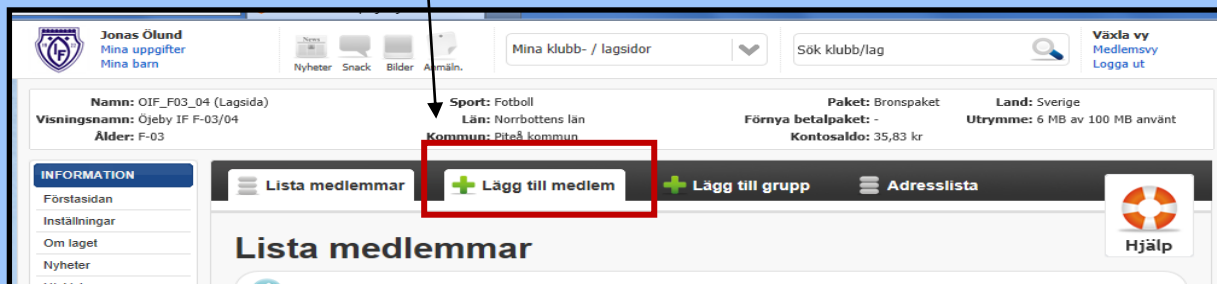 Jonas Ölund
Mina uppgifter
Mina barn
News
Nyheter Snack Bilder Anmäln.
Mina klubb- / lagsidor
Sök klubb/lag
Växla vy
Medlemsvy
Logga ut
Namn: OIF_F03_04 (Lagsida)
Visningsnamn: Öjeby IF F-03/04
Ålder: F-03
Sport: Fotboll
Län: Norrbottens län
Kommun: Piteå kommun
Paket: Bronspaket
Förnya betalpaket: -
Kontosaldo: 35,83 kr
Land: Sverige
Utrymme: 6 MB av 100 MB använt
INFORMATION
Förstasidan
Inställningar
Om laget
Nyheter
Lista medlemmar
Lägg till medlem
Lägg till grupp
Adresslista
Hjälp
Lista medlemmar